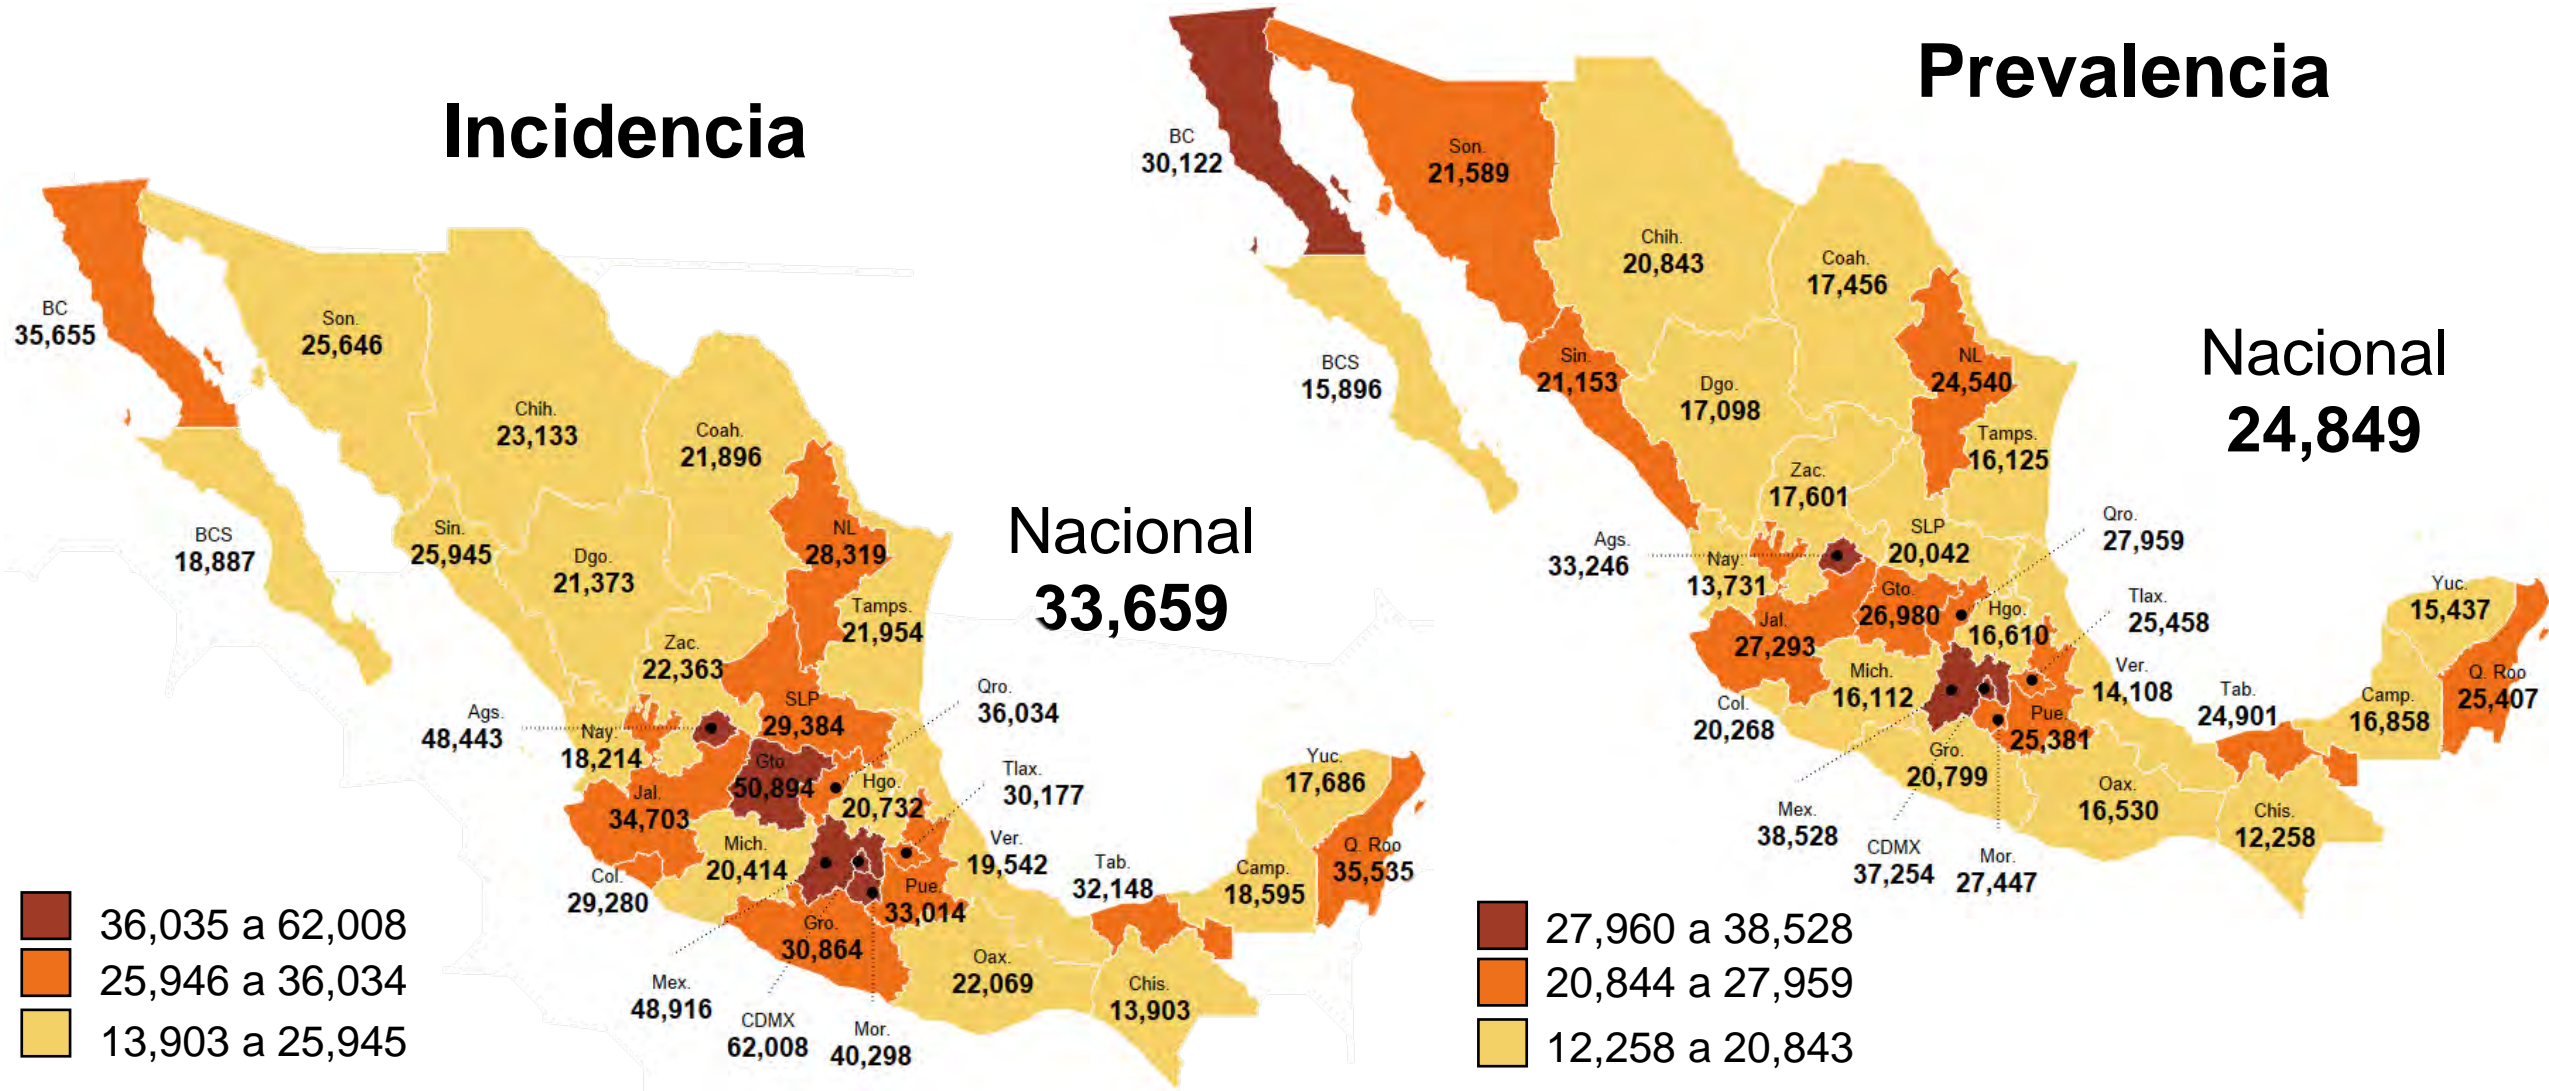 Incidencia
BC
35,655
Son.
25,646
Chih.
23,133
Coah.
21,896
BCS
18,887
Sin.
25,945
Dgo.
21,373
NL
28,319
Nacional
33,659
Tamps.
21,954
Zac.
22,363
SLP
29,384
Qro.
36,034
Ags.
48,443
Nay.
18,214
Gto.
50,894
Hgo.
20,732
Tlax.
30,177
Jal.
34,703
Mich.
20,414
Ver.
19,542
Col.
29,280
Pue.
33,014
Gro.
30,864
Tab.
32,148
Yuc.
17,686
Q. Roo
35,535
Camp.
18,595
Oax.
22,069
Chis.
13,903
Mex.
48,916
CDMX
62,008
Mor.
40,298
36,035 a 62,008
25,946 a 36,034
13,903 a 25,945
Prevalencia
BC
30,122
Son.
21,589
Chih.
20,843
Coah.
17,456
BCS
15,896
Sin.
21,153
Dgo.
17,098
NL
24,540
Nacional
24,849
Tamps.
16,125
Zac.
17,601
SLP
20,042
Qro.
27,959
Ags.
33,246
Nay.
13,731
Gto.
26,980
Hgo.
16,610
Tlax.
25,458
Jal.
27,293
Mich.
16,112
Ver.
14,108
Col.
20,268
Pue.
25,381
Gro.
20,799
Tab.
24,901
Yuc.
15,437
Q. Roo
25,407
Camp.
16,858
Oax.
16,530
Chis.
12,258
Mex.
38,528
CDMX
37,254
Mor.
27,447
27,960 a 38,528
20,844 a 27,959
12,258 a 20,843